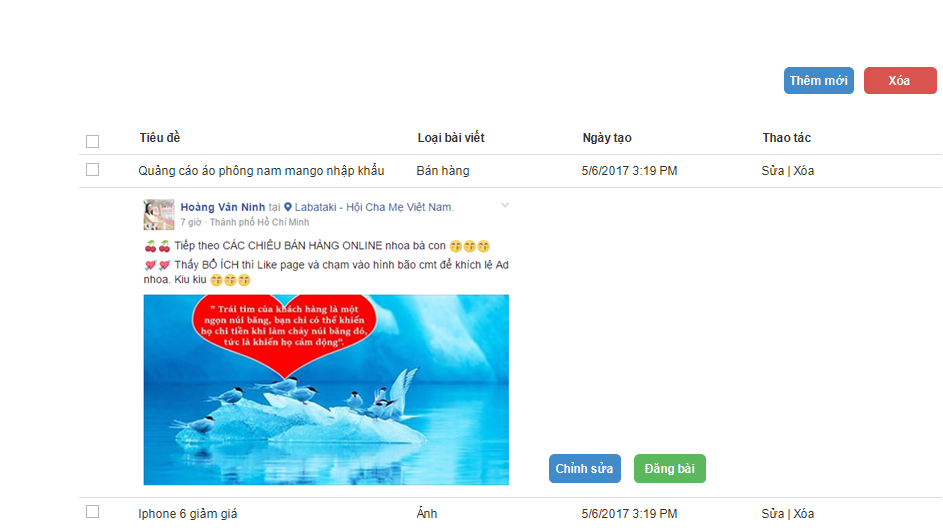 Thêm mới Xóa
Tiêu đề Loại bài viết Ngày tạo Thao tác
Quảng cáo áo phông nam mango nhập khẩu Bán hàng 5/6/2017 3:19 PM Sửa | Xóa
Hoàng Văn Ninh tại Labataki - Hội Cha Mẹ Việt Nam.
7 giờ · Thành phố Hồ Chí Minh
Tiếp theo CÁC CHIÊU BÁN HÀNG ONLINE nhoa bà con
Thấy BỔ ÍCH thì Like page và chạm vào hình bão cmt để khích lệ Ad
nhoa. Kiu kiu
" Trái tim của khách hàng là một
ngọn núi băng, bạn chỉ có thể khiến
họ chi tiền khi làm chảy núi băng đó,
tức là khiến họ cảm động".
Chỉnh sửa Đăng bài
Iphone 6 giảm giá Ảnh 5/6/2017 3:19 PM Sửa | Xóa